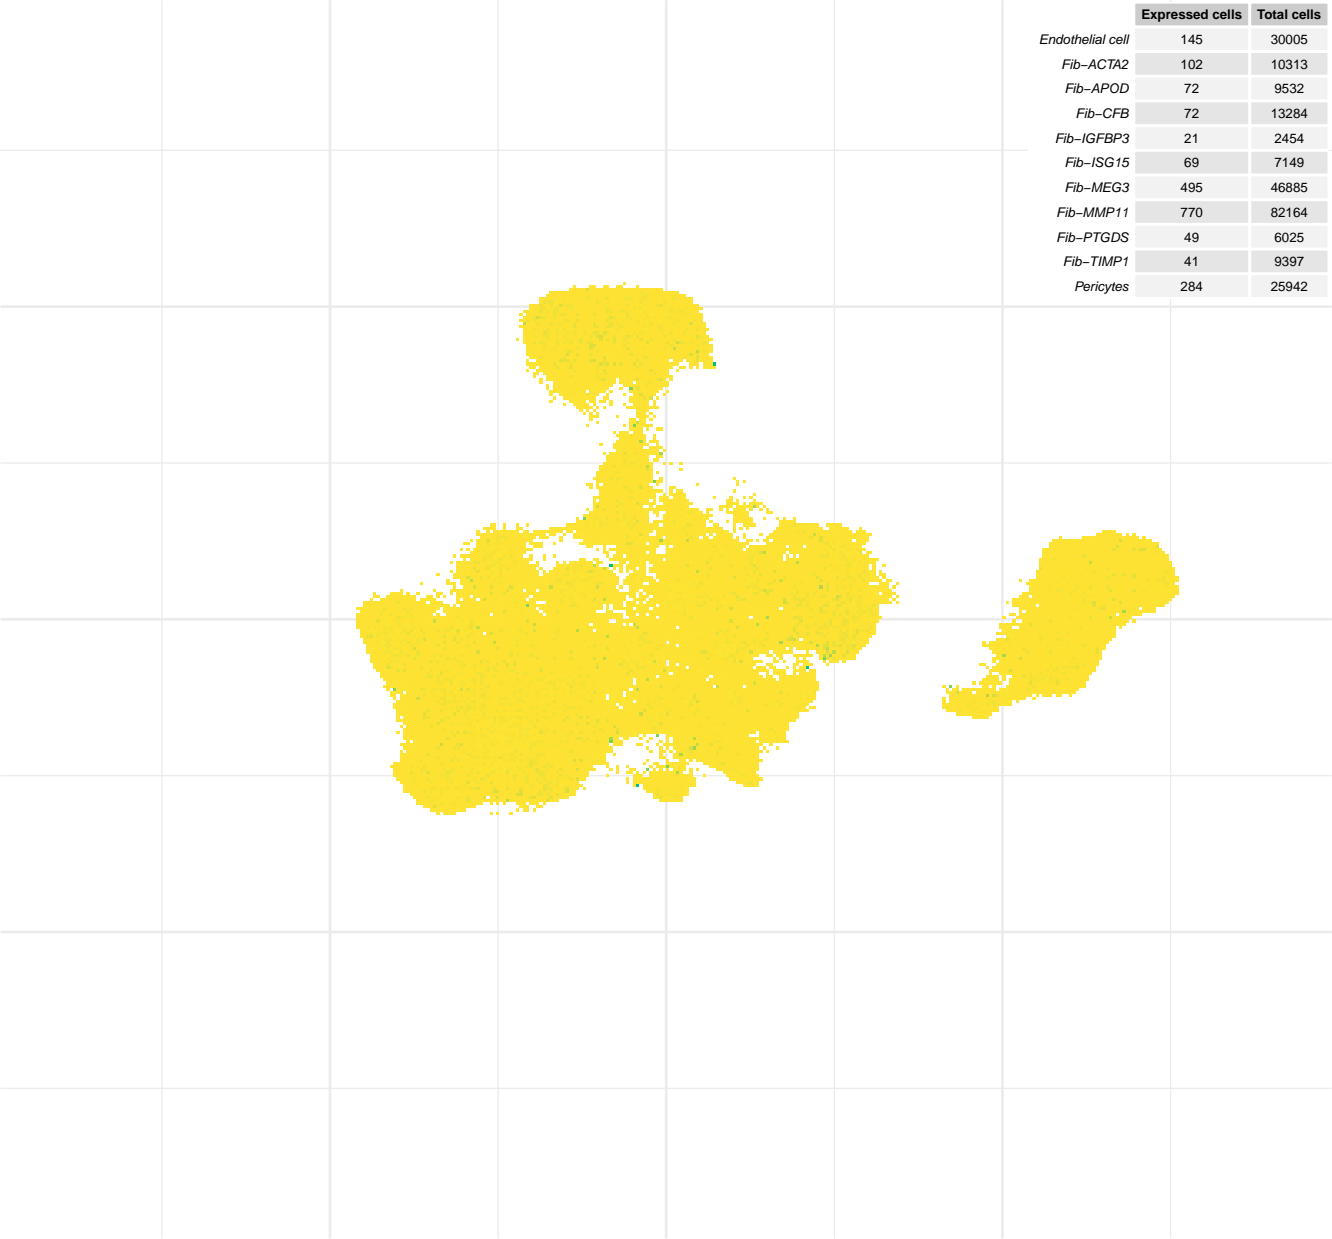 Expressed cells Total cells
Endothelial cell 145 30005
Fib−ACTA2 102 10313
Fib−APOD 72 9532
Fib−CFB 72 13284
Fib−IGFBP3 21 2454
Fib−ISG15 69 7149
Fib−MEG3 495 46885
Fib−MMP11 770 82164
Fib−PTGDS 49 6025
Fib−TIMP1 41 9397
Pericytes 284 25942